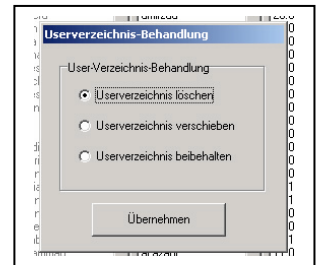 Userverzeichnis-Behandlung
User-Verzeichnis-Behandlung
Userverzeichnis löschen
Userverzeichnis verschieben
Userverzeichnis beibehalten
Übernehmen